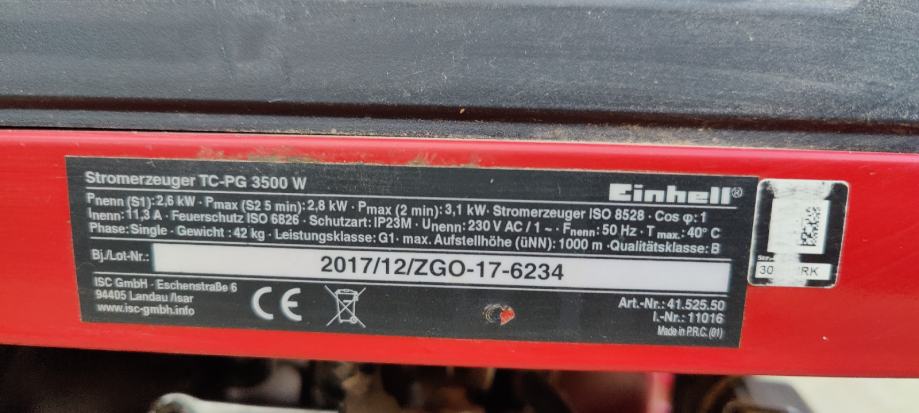 Stromerzeuger TC-PG 3500 W
Einhell®
Pnenn (S1): 2,6 kW · Pmax (S2 5 min): 2,8 kW · Pmax (2 min): 3,1 kW · Stromerzeuger ISO 8528 · Cos φ: 1
Inenn: 11,3 A · Feuerschutz ISO 6826 · Schutzart: IP23M · Unenn: 230 V AC / 1 ~ · Fnenn: 50 Hz · T max.: 40° C
Phase: Single · Gewicht: 42 kg · Leistungsklasse: G1 · max. Aufstellhöhe (üNN): 1000 m · Qualitätsklasse: B
Bj./Lot-Nr.: 2017/12/ZGO-17-6234
ISC GmbH · Eschenstraße 6
94405 Landau /Isar
www.isc-gmbh.info
CE
Art.-Nr.: 41.525.50
I.-Nr.: 11016
Made in P.R.C. (01)
30 RK